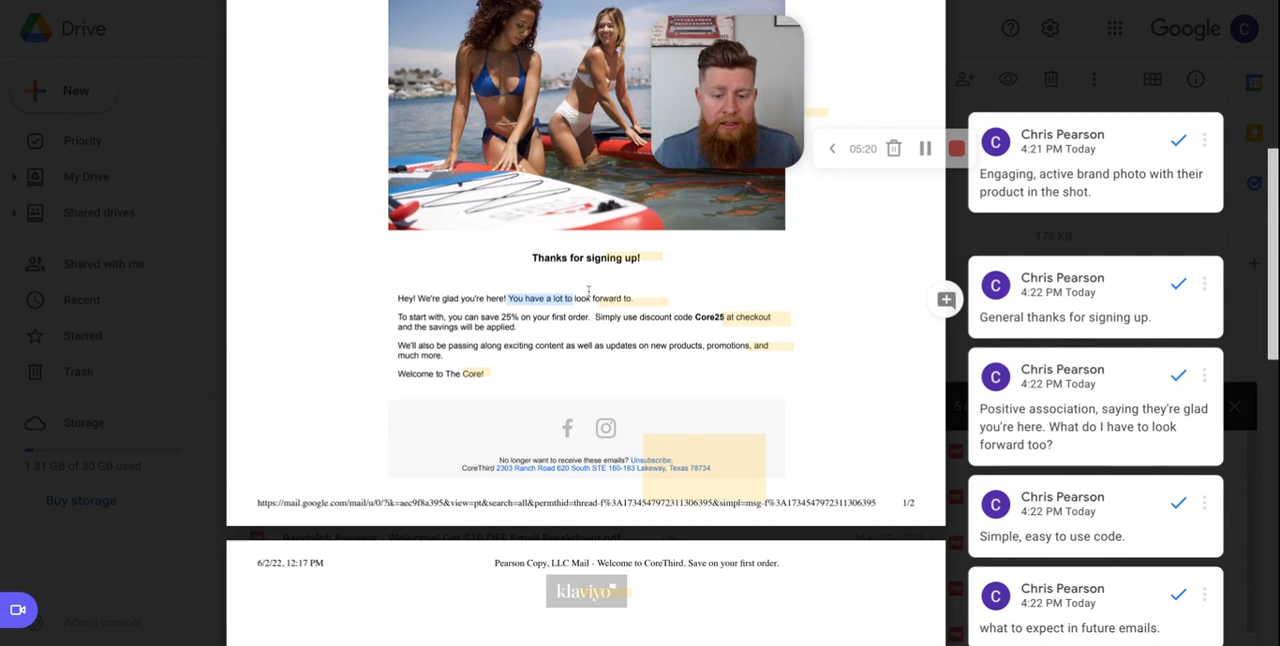 Drive
New
Priority
My Drive
Shared drives
Shared with me
Recent
Starred
Trash
Storage
1.81 GB of 30 GB used
Buy storage
Admin console
Thanks for signing up!
Hey! We're glad you're here! You have a lot to look forward to.
To start with, you can save 25% on your first order. Simply use discount code Core25 at checkout
and the savings will be applied.
We'll also be passing along exciting content as well as updates on new products, promotions, and
much more.
Welcome to The Core!
No longer want to receive these emails? Unsubscribe.
CoreThird 2303 Ranch Road 620 South STE 160-183 Lakeway, Texas 78734
https://mail.google.com/mail/u/0/?ik=aec9f8a395&view=pt&search=all&permthid=thread-f%3A1734547972311306395&simpl=msg-f%3A1734547972311306395 1/2
6/2/22, 12:17 PM Pearson Copy, LLC Mail - Welcome to CoreThird. Save on your first order.
klaviyo
05:20
Google C
C Chris Pearson
4:21 PM Today
Engaging, active brand photo with their
product in the shot.
178 KB
C Chris Pearson
4:22 PM Today
General thanks for signing up.
C Chris Pearson
4:22 PM Today
Positive association, saying they're glad
you're here. What do I have to look
forward too?
C Chris Pearson
4:22 PM Today
Simple, easy to use code.
C Chris Pearson
4:22 PM Today
what to expect in future emails.